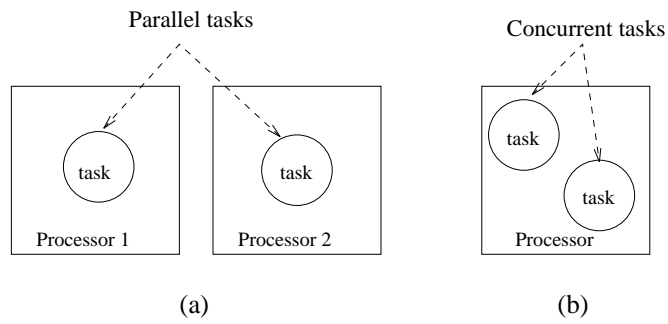 Parallel tasks
task
task
Processor 1
Processor 2
(a)
Concurrent tasks
task
task
Processor
(b)